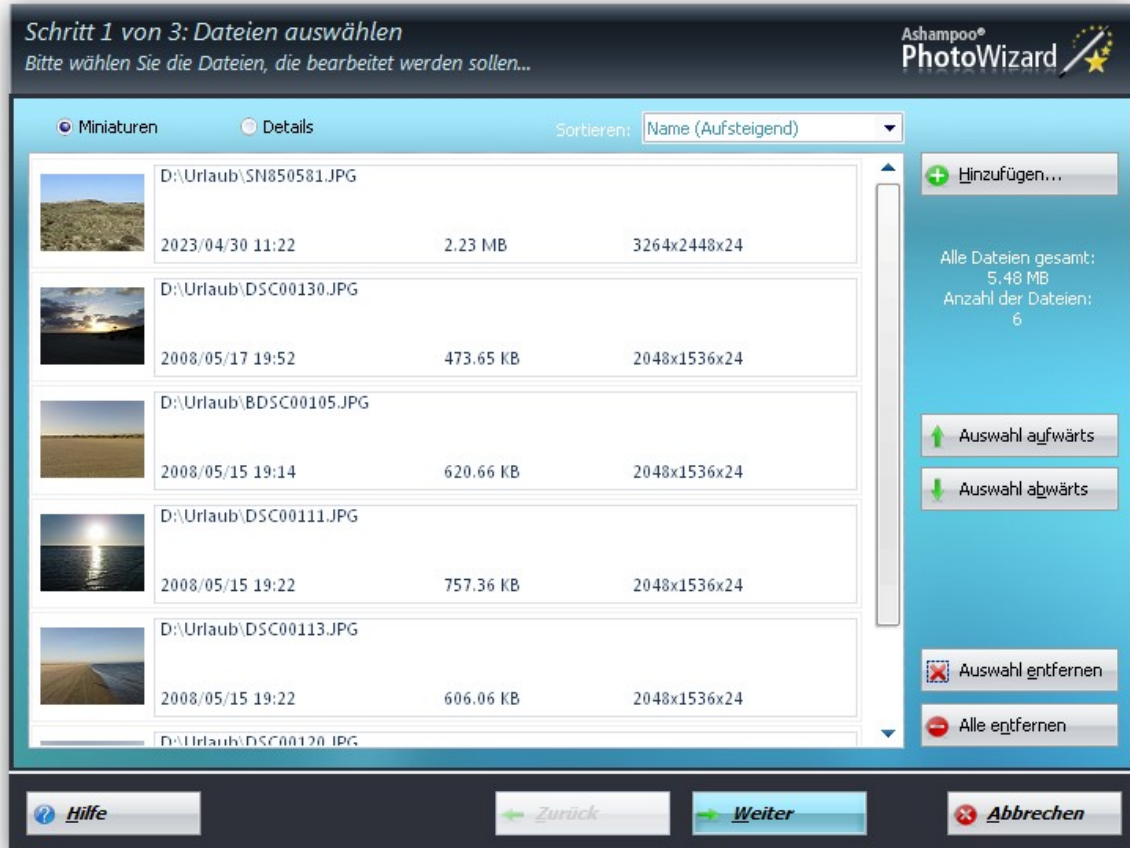 Schritt 1 von 3: Dateien auswählen
Bitte wählen Sie die Dateien, die bearbeitet werden sollen...
Ashampoo®
PhotoWizard
Miniaturen Details Sortieren: Name (Aufsteigend)
D:\Urlaub\SN850581.JPG
2023/04/30 11:22 2.23 MB 3264x2448x24
D:\Urlaub\DSC00130.JPG
2008/05/17 19:52 473.65 KB 2048x1536x24
D:\Urlaub\BDSC00105.JPG
2008/05/15 19:14 620.66 KB 2048x1536x24
D:\Urlaub\DSC00111.JPG
2008/05/15 19:22 757.36 KB 2048x1536x24
D:\Urlaub\DSC00113.JPG
2008/05/15 19:22 606.06 KB 2048x1536x24
D:\Urlaub\DSC00120.JPG
Hinzufügen...
Alle Dateien gesamt:
5.48 MB
Anzahl der Dateien:
6
Auswahl aufwärts
Auswahl abwärts
Auswahl entfernen
Alle entfernen
Hilfe Zurück Weiter Abbrechen